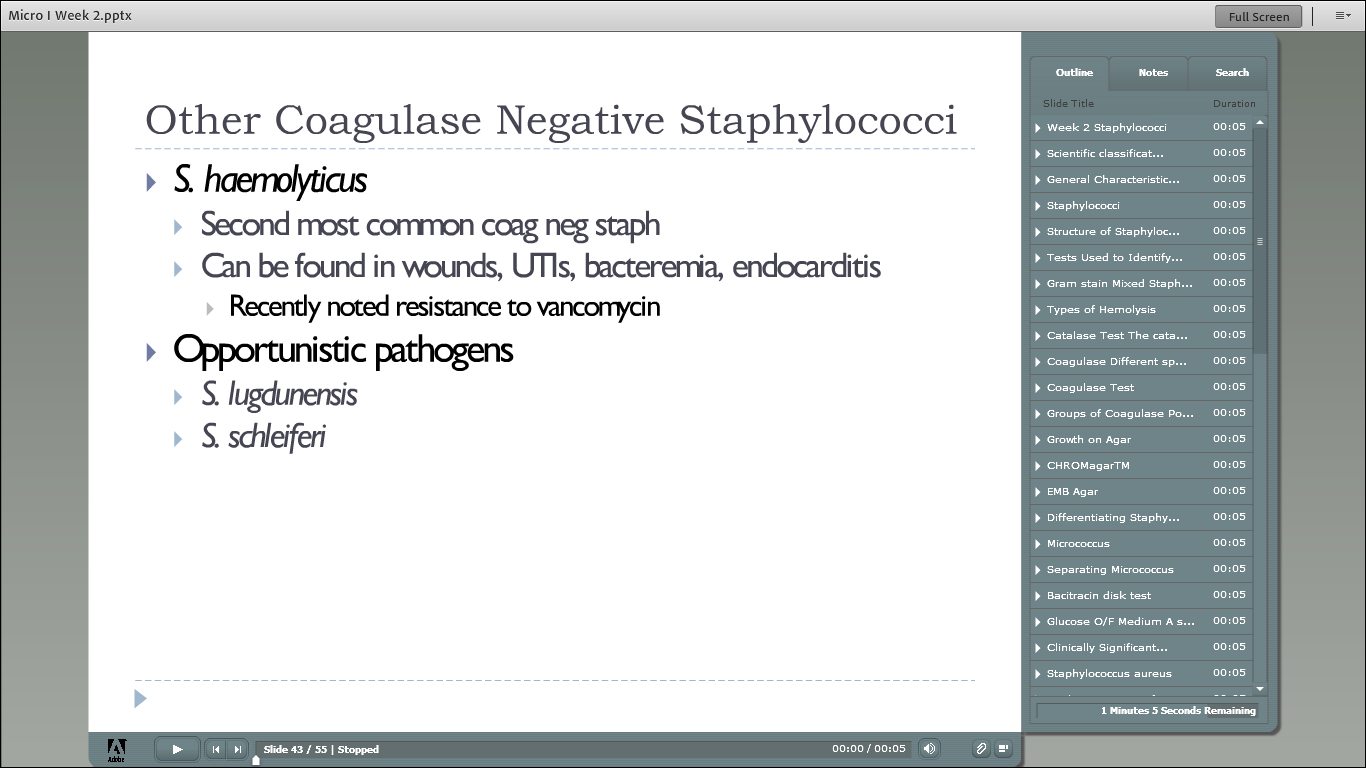 Micro I Week 2.pptx
Full Screen
Other Coagulase Negative Staphylococci
S. haemolyticus
Second most common coag neg staph
Can be found in wounds, UTIs, bacteremia, endocarditis
Recently noted resistance to vancomycin
Opportunistic pathogens
S. lugdunensis
S. schleiferi
Outline Notes Search
Slide Title Duration
Week 2 Staphylococci 00:05
Scientific classificat... 00:05
General Characteristic... 00:05
Staphylococci 00:05
Structure of Staphyloc... 00:05
Tests Used to Identify... 00:05
Gram stain Mixed Staph... 00:05
Types of Hemolysis 00:05
Catalase Test The cata... 00:05
Coagulase Different sp... 00:05
Coagulase Test 00:05
Groups of Coagulase Po... 00:05
Growth on Agar 00:05
CHROMagarTM 00:05
EMB Agar 00:05
Differentiating Staphy... 00:05
Micrococcus 00:05
Separating Micrococcus 00:05
Bacitracin disk test 00:05
Glucose O/F Medium A s... 00:05
Clinically Significant... 00:05
Staphylococcus aureus 00:05
1 Minutes 5 Seconds Remaining
Adobe
Slide 43 / 55 | Stopped 00:00 / 00:05